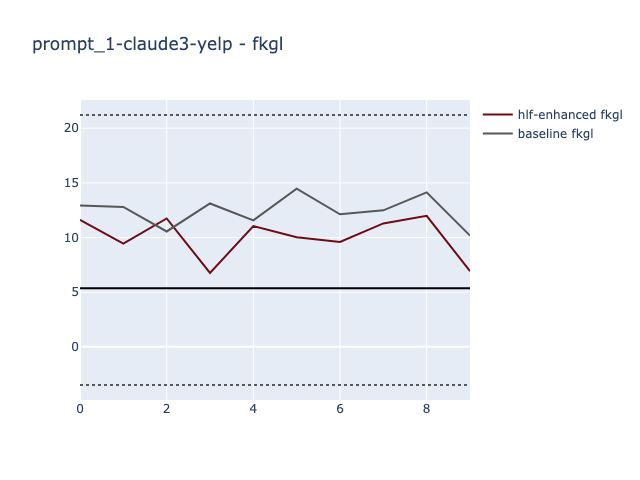 prompt_1-claude3-yelp - fkgl
hlf-enhanced fkgl
baseline fkgl
20
15
10
5
0
0 2 4 6 8